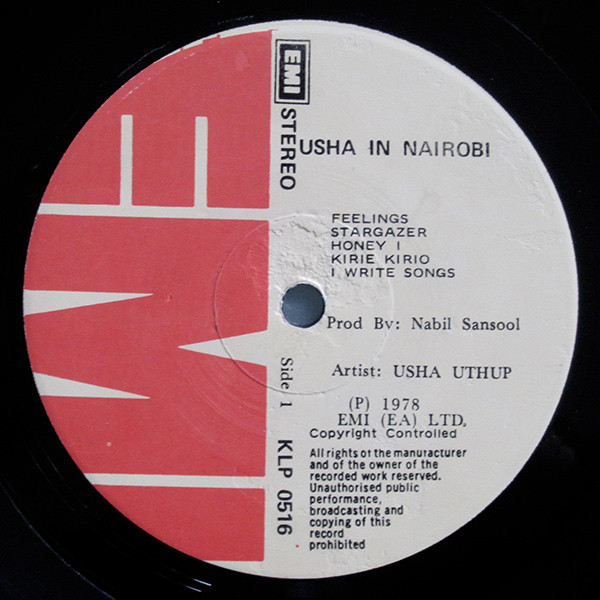 EMI
STEREO
USHA IN NAIROBI
FEELINGS
STARGAZER
HONEY I
KIRIE KIRIO
I WRITE SONGS
Prod By: Nabil Sansool
Artist: USHA UTHUP
Side 1
KLP 0516
(P) 1978
EMI (EA) LTD,
Copyright Controlled
All rights of the manufacturer
and of the owner of the
recorded work reserved.
Unauthorised public
performance,
broadcasting and
copying of this
record
prohibited
EMI